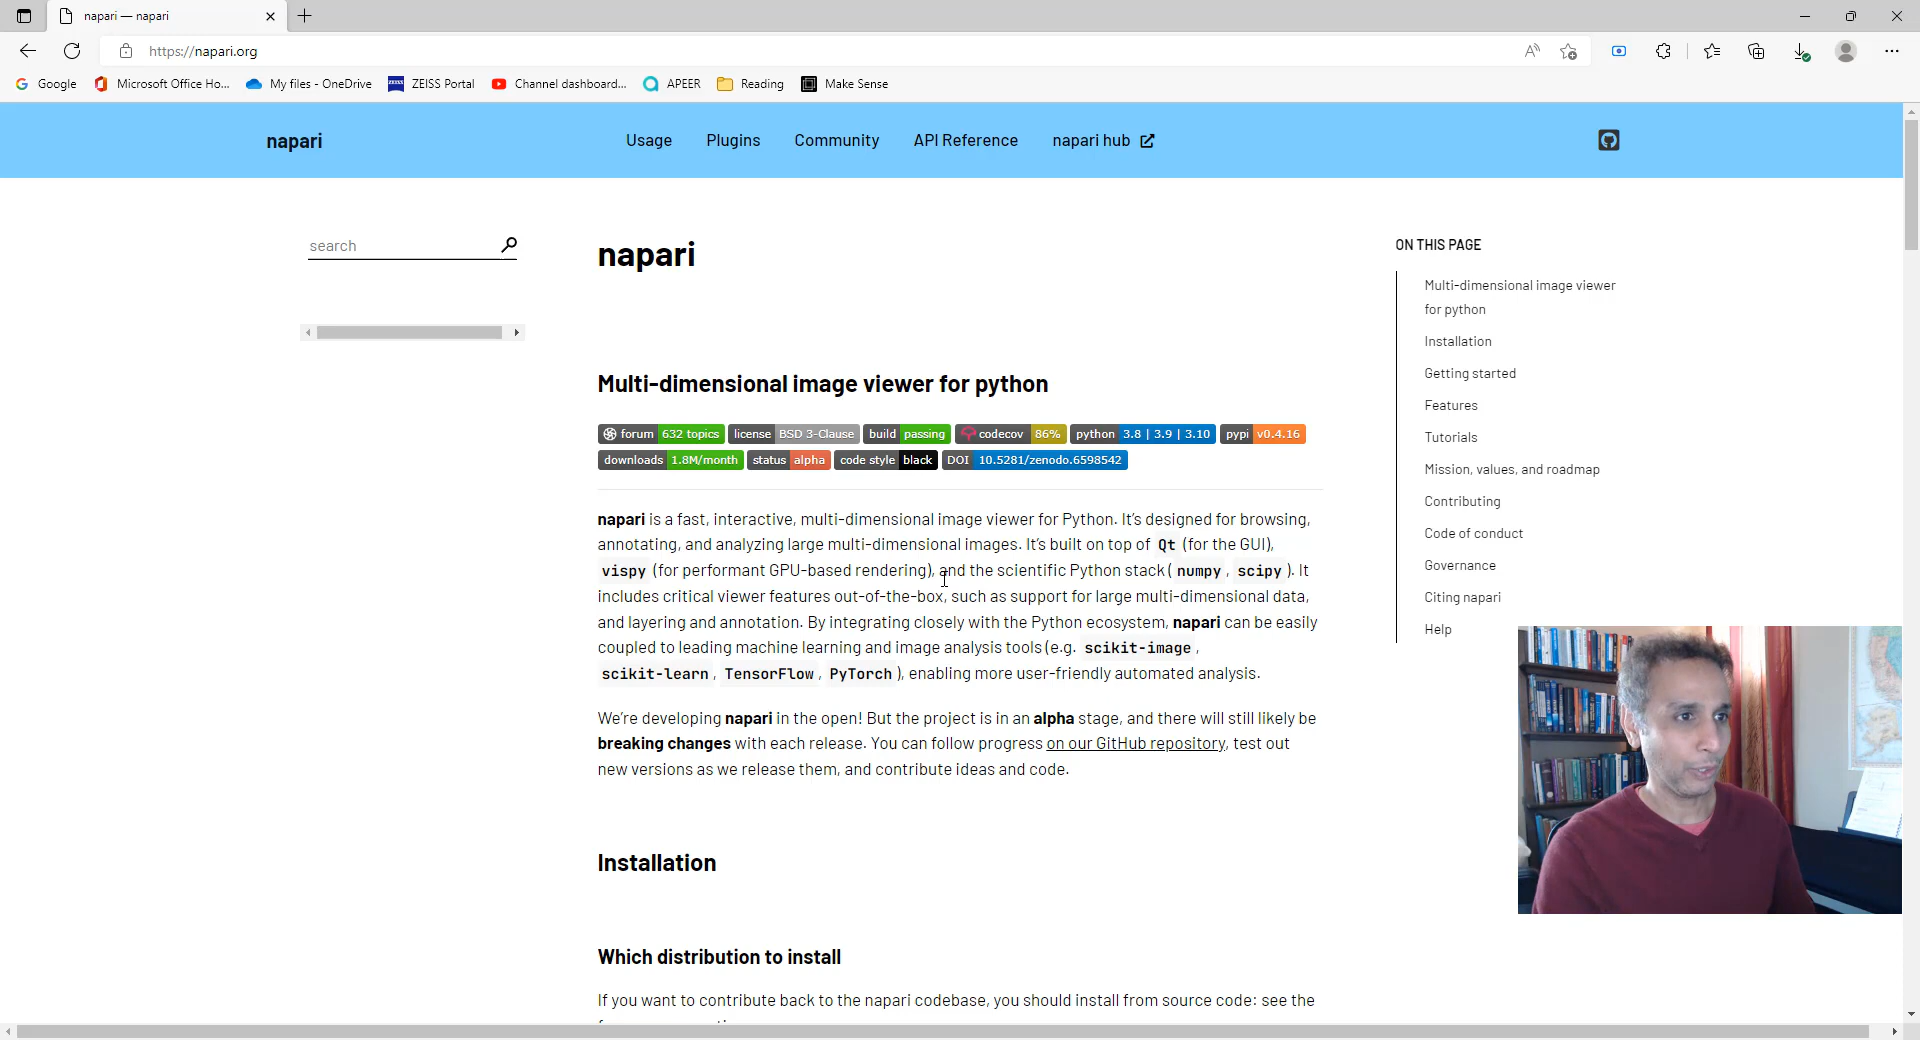 napari — napari
https://napari.org
Google
Microsoft Office Ho...
My files - OneDrive
ZEISS Portal
Channel dashboard...
APEER
Reading
Make Sense
napari
Usage
Plugins
Community
API Reference
napari hub
search
napari
Multi-dimensional image viewer for python
forum 632 topics
license BSD 3-Clause
build passing
codecov 86%
python 3.8 | 3.9 | 3.10
pypi v0.4.16
downloads 1.8M/month
status alpha
code style black
DOI 10.5281/zenodo.6598542
napari is a fast, interactive, multi-dimensional image viewer for Python. It's designed for browsing,
annotating, and analyzing large multi-dimensional images. It's built on top of Qt (for the GUI),
vispy (for performant GPU-based rendering), and the scientific Python stack ( numpy , scipy ). It
includes critical viewer features out-of-the-box, such as support for large multi-dimensional data,
and layering and annotation. By integrating closely with the Python ecosystem, napari can be easily
coupled to leading machine learning and image analysis tools (e.g. scikit-image ,
scikit-learn , TensorFlow , PyTorch ), enabling more user-friendly automated analysis.
We're developing napari in the open! But the project is in an alpha stage, and there will still likely be
breaking changes with each release. You can follow progress on our GitHub repository, test out
new versions as we release them, and contribute ideas and code.
Installation
Which distribution to install
If you want to contribute back to the napari codebase, you should install from source code: see the
ON THIS PAGE
Multi-dimensional image viewer
for python
Installation
Getting started
Features
Tutorials
Mission, values, and roadmap
Contributing
Code of conduct
Governance
Citing napari
Help